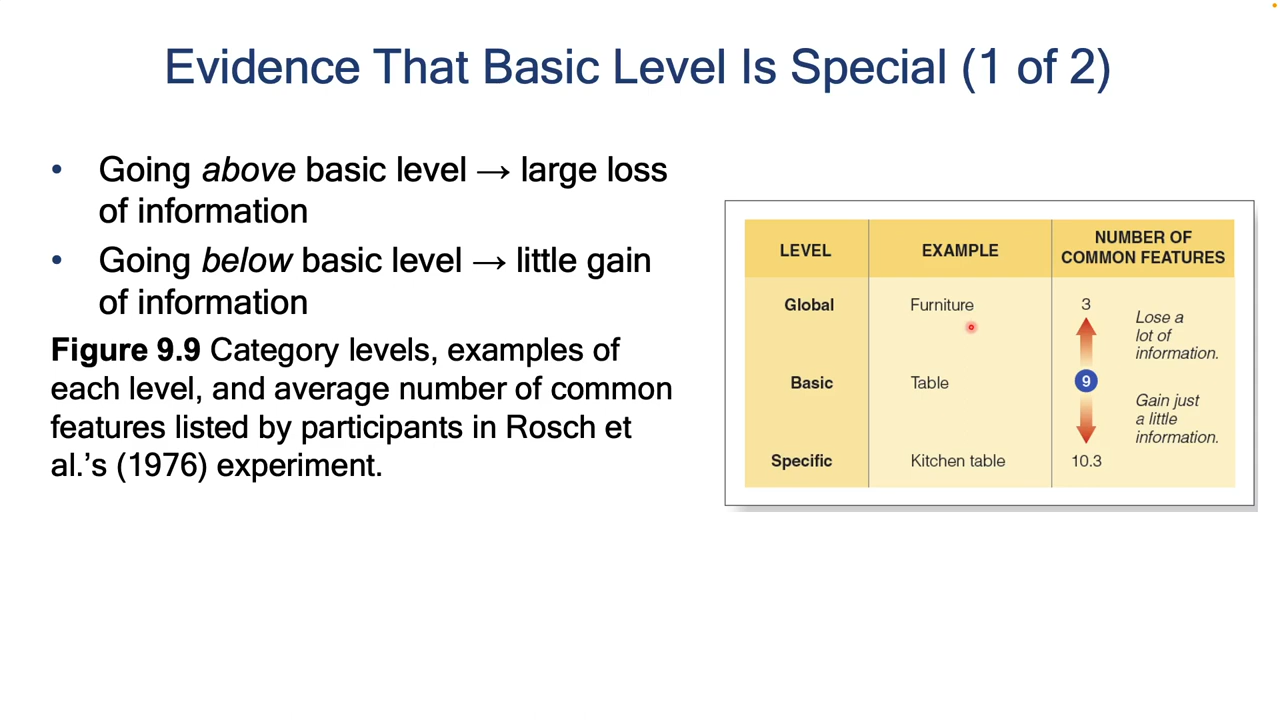 Evidence That Basic Level Is Special (1 of 2)
• Going above basic level → large loss
of information
• Going below basic level → little gain
of information
Figure 9.9 Category levels, examples of
each level, and average number of common
features listed by participants in Rosch et
al.’s (1976) experiment.
LEVEL EXAMPLE NUMBER OF
COMMON FEATURES
Global Furniture 3
Lose a
lot of
information.
Basic Table 9
Gain just
a little
information.
Specific Kitchen table 10.3